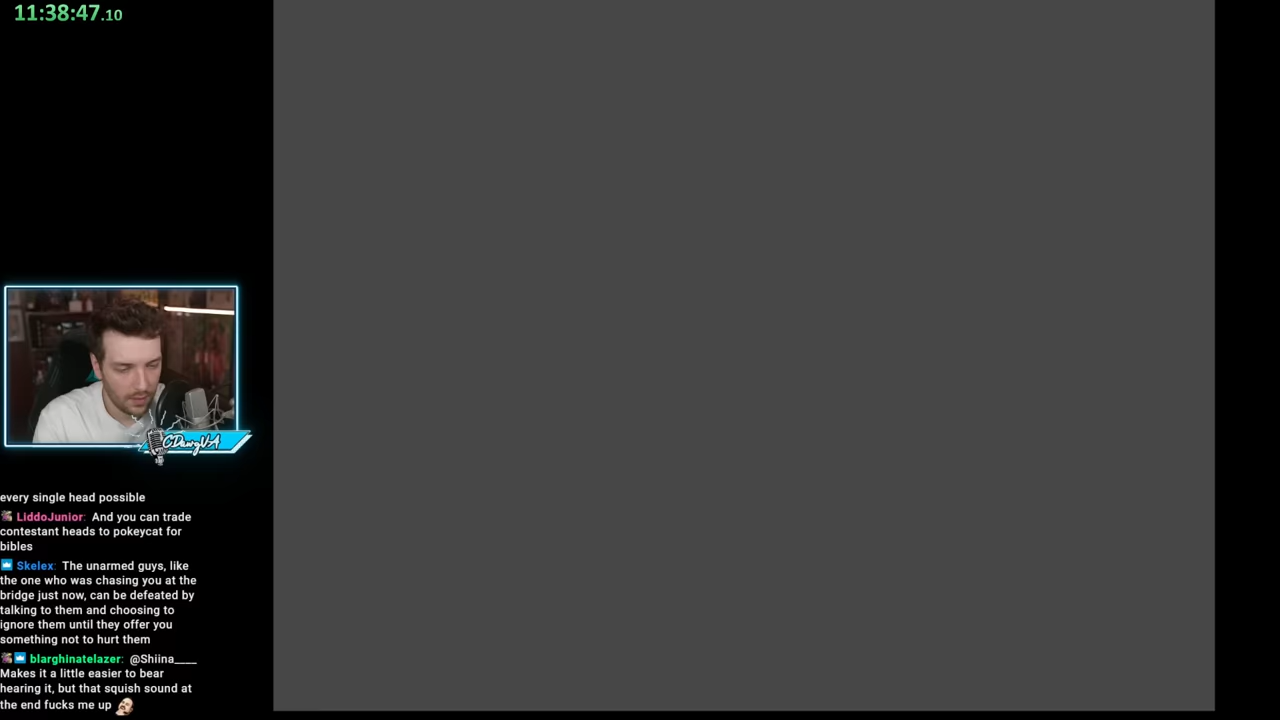 11:38:47.10
CDawgVA
every single head possible
LiddoJunior: And you can trade
contestant heads to pokeycat for
bibles
Skelex: The unarmed guys, like
the one who was chasing you at the
bridge just now, can be defeated by
talking to them and choosing to
ignore them until they offer you
something not to hurt them
blarghinatelazer: @Shiina____
Makes it a little easier to bear
hearing it, but that squish sound at
the end fucks me up